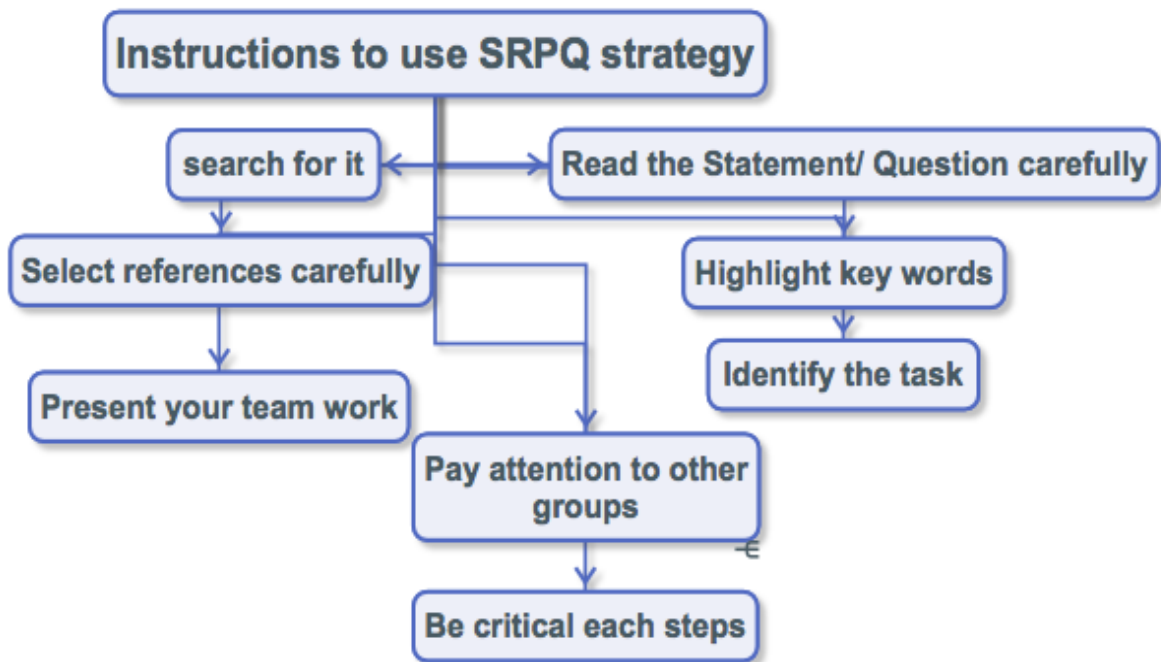 Instructions to use SRPQ strategy
search for it
Read the Statement/ Question carefully
Select references carefully
Highlight key words
Identify the task
Present your team work
Pay attention to other
groups
Be critical each steps